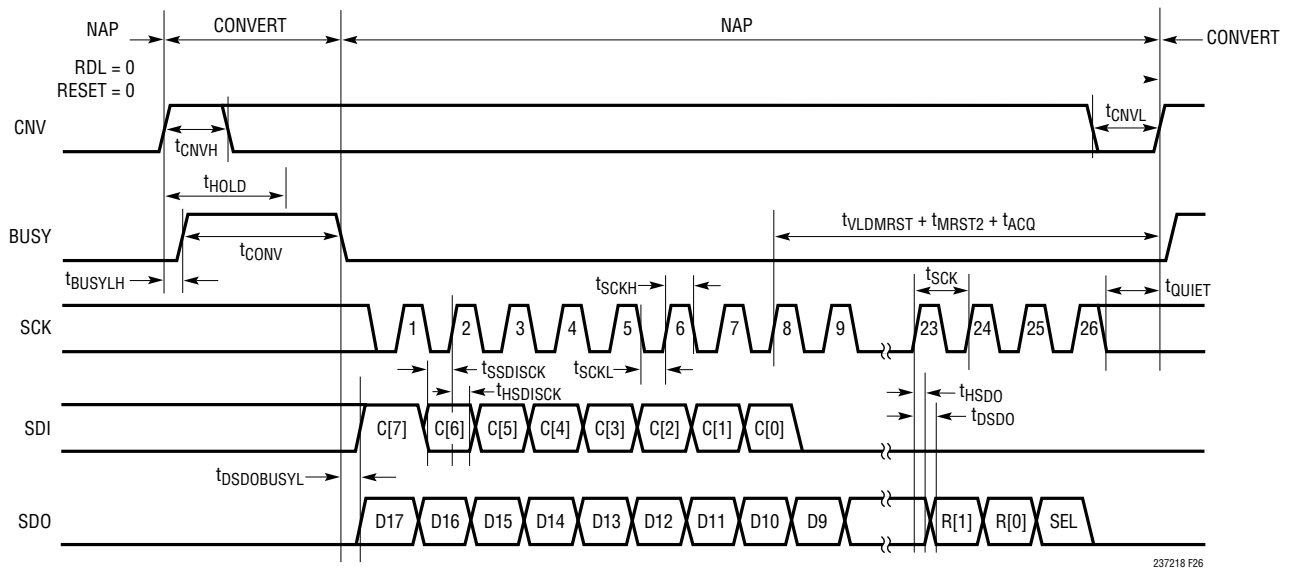 NAP CONVERT NAP CONVERT
RDL = 0
RESET = 0
CNV tCNVH tCNVL
tHOLD
BUSY tCONV tVLDMRST + tMRST2 + tACQ
tBUSYLH tSCKH tSCK tQUIET
SCK 1 2 3 4 5 6 7 8 9 23 24 25 26
tSSDISCK tSCKL
tHSDISCK tHSDO
tDSDO
SDI C[7] C[6] C[5] C[4] C[3] C[2] C[1] C[0]
tDSDOBUSYL
SDO D17 D16 D15 D14 D13 D12 D11 D10 D9 R[1] R[0] SEL
237218 F26